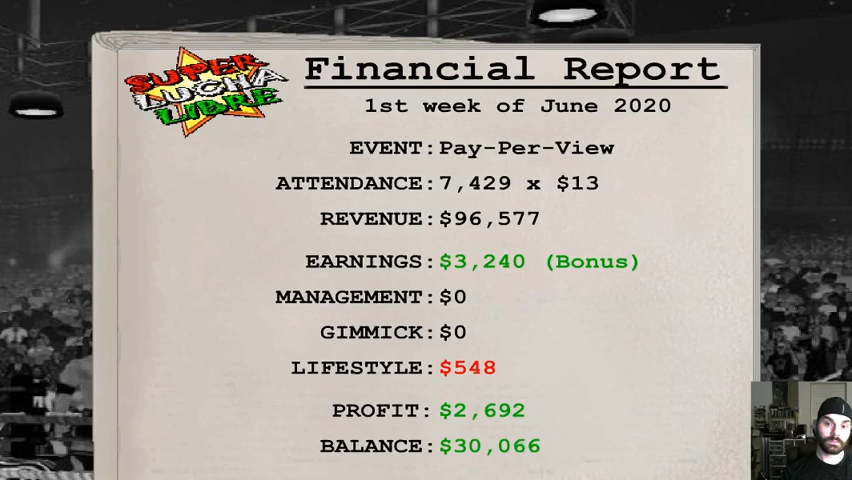 SUPER
LUCHA
LIBRE
Financial Report
1st week of June 2020
EVENT: Pay-Per-View
ATTENDANCE: 7,429 x $13
REVENUE: $96,577
EARNINGS: $3,240 (Bonus)
MANAGEMENT: $0
GIMMICK: $0
LIFESTYLE: $548
PROFIT: $2,692
BALANCE: $30,066